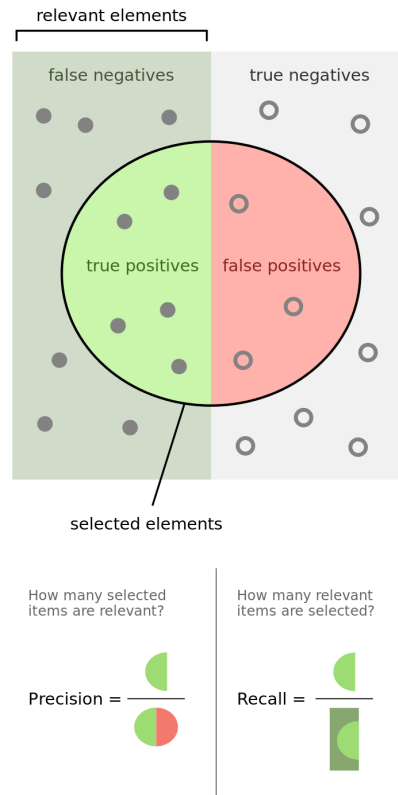 relevant elements
false negatives
true negatives
true positives
false positives
selected elements
How many selected
items are relevant?
How many relevant
items are selected?
Precision =
Recall =